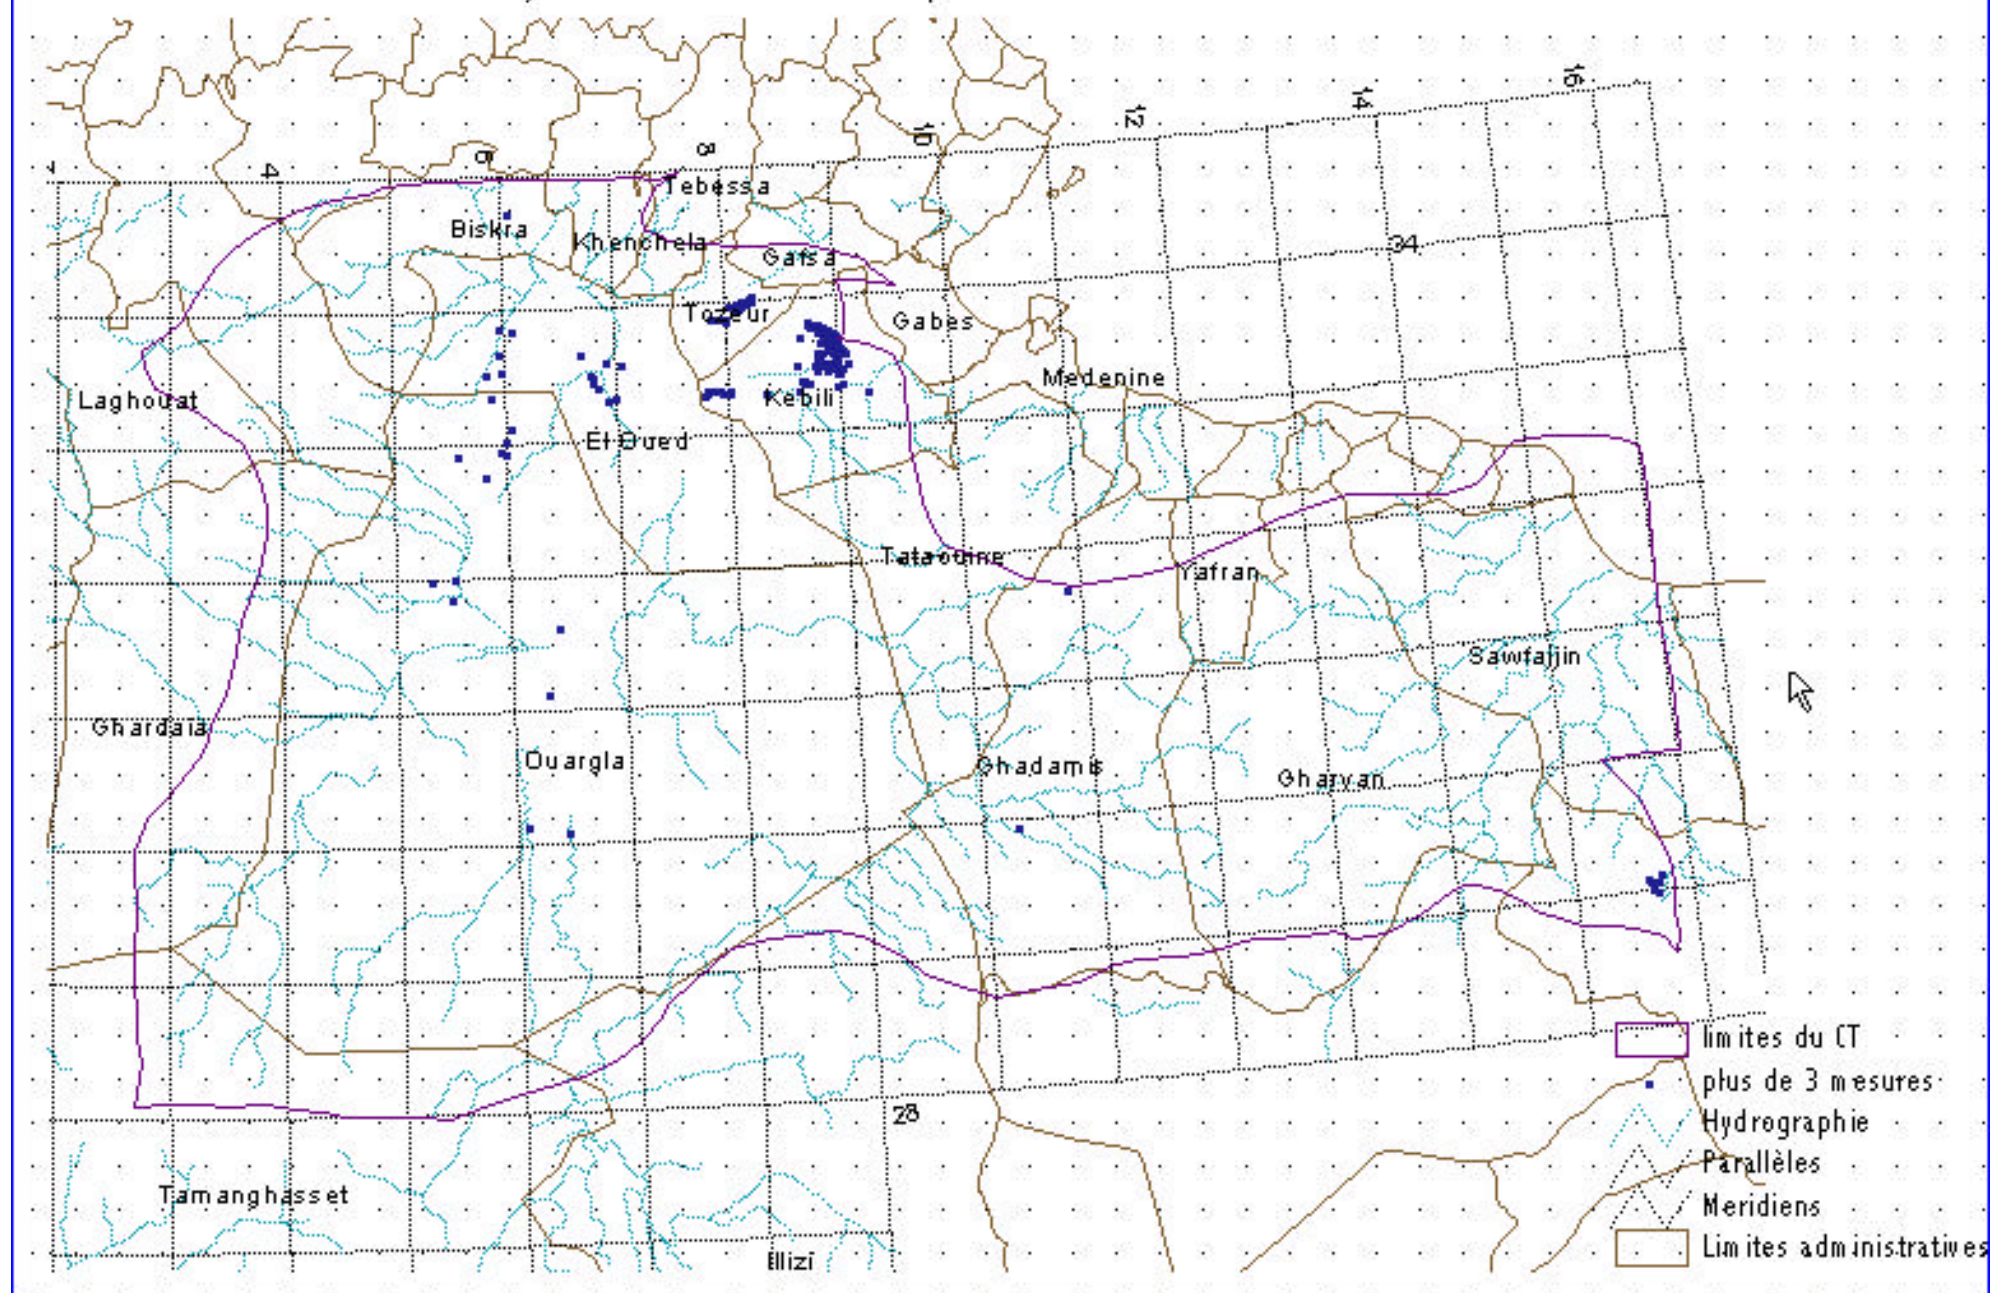 16
14
12
10
8
6
4
Tebessa
Biskra
Khenchela
34
Gafsa
Tozeur
Gabes
Medenine
Laghouat
Kebili
El Oued
Tataouine
Yafran
Sawfajjin
Ghardaia
Ouargla
Ghadamis
Gharyan
limites du CT
plus de 3 mesures
28
Hydrographie
Parallèles
Tamanghasset
Meridiens
Limites administratives
Illizi